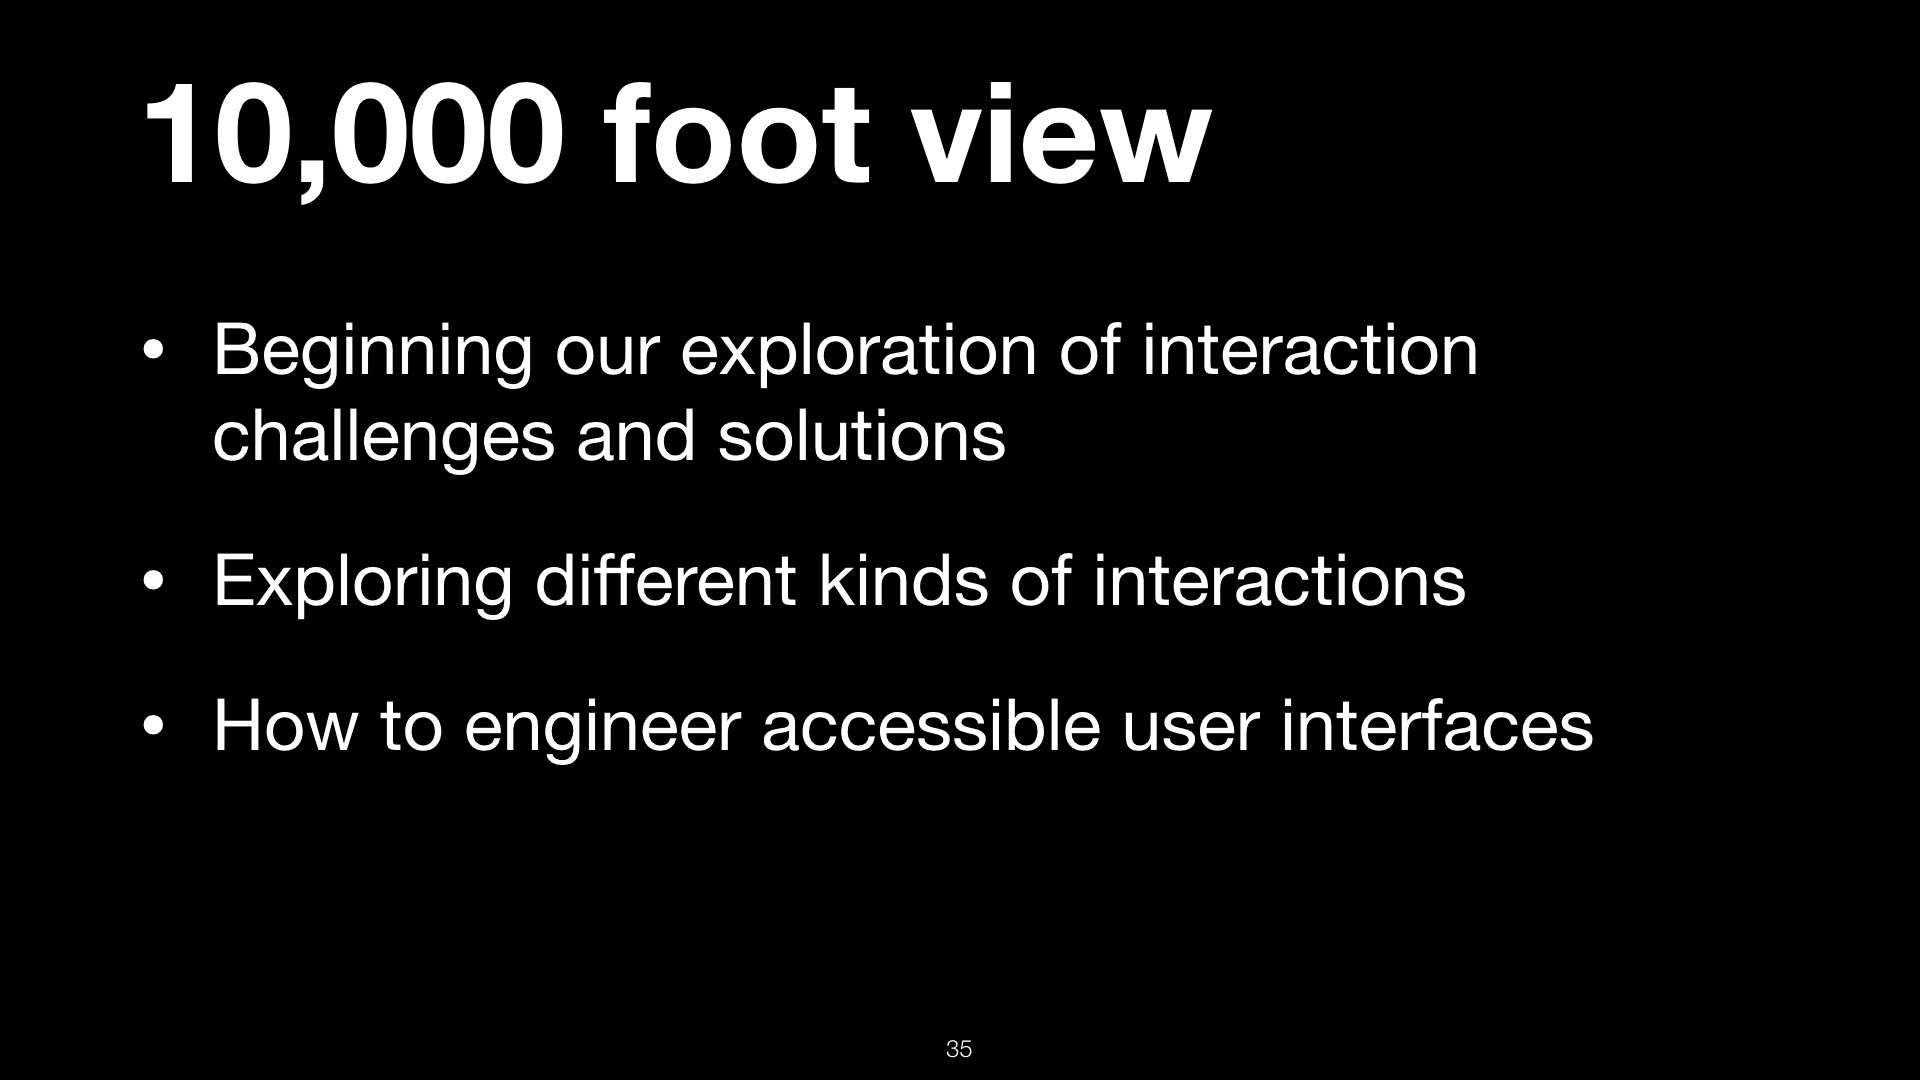 10,000 foot view
• Beginning our exploration of interaction
challenges and solutions
• Exploring different kinds of interactions
• How to engineer accessible user interfaces
35